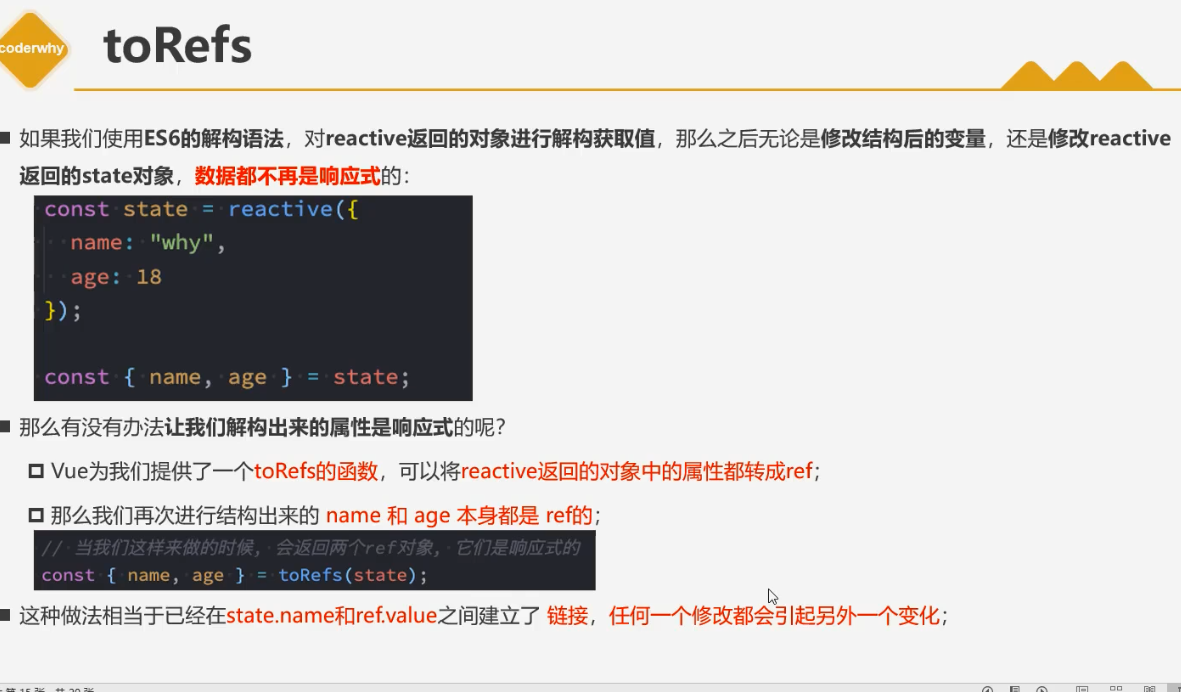 coderwhy
toRefs
如果我们使用ES6的解构语法，对reactive返回的对象进行解构获取值，那么之后无论是修改结构后的变量，还是修改reactive
返回的state对象，数据都不再是响应式的：
const state = reactive({
name: "why",
age: 18
});
const { name, age } = state;
那么有没有办法让我们解构出来的属性是响应式的呢？
Vue为我们提供了一个toRefs的函数，可以将reactive返回的对象中的属性都转成ref；
那么我们再次进行结构出来的 name 和 age 本身都是 ref的；
// 当我们这样来做的时候, 会返回两个ref对象, 它们是响应式的
const { name, age } = toRefs(state);
这种做法相当于已经在state.name和ref.value之间建立了 链接，任何一个修改都会引起另外一个变化；